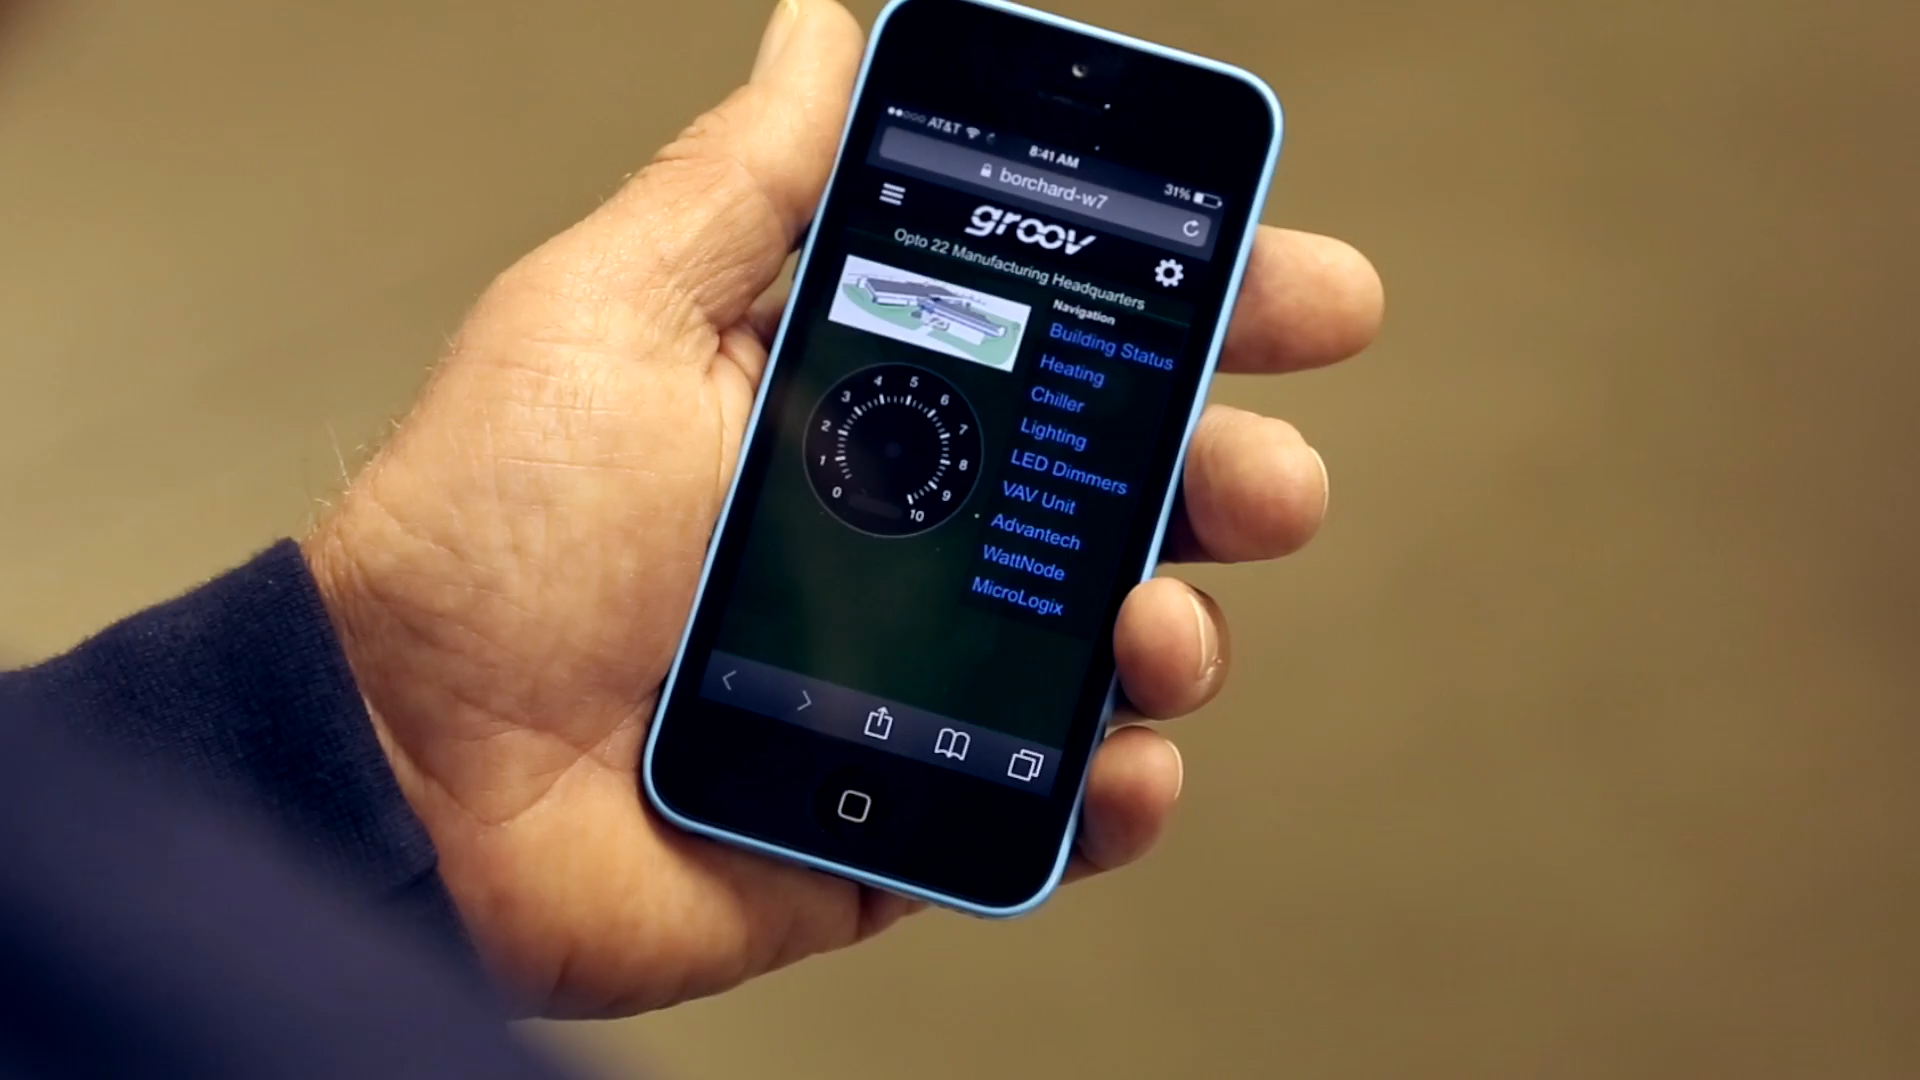 AT&T
8:41 AM
31%
borchard-w7
groov
Opto 22 Manufacturing Headquarters
Navigation
Building Status
Heating
Chiller
Lighting
LED Dimmers
VAV Unit
Advantech
WattNode
MicroLogix
0
1
2
3
4
5
6
7
8
9
10